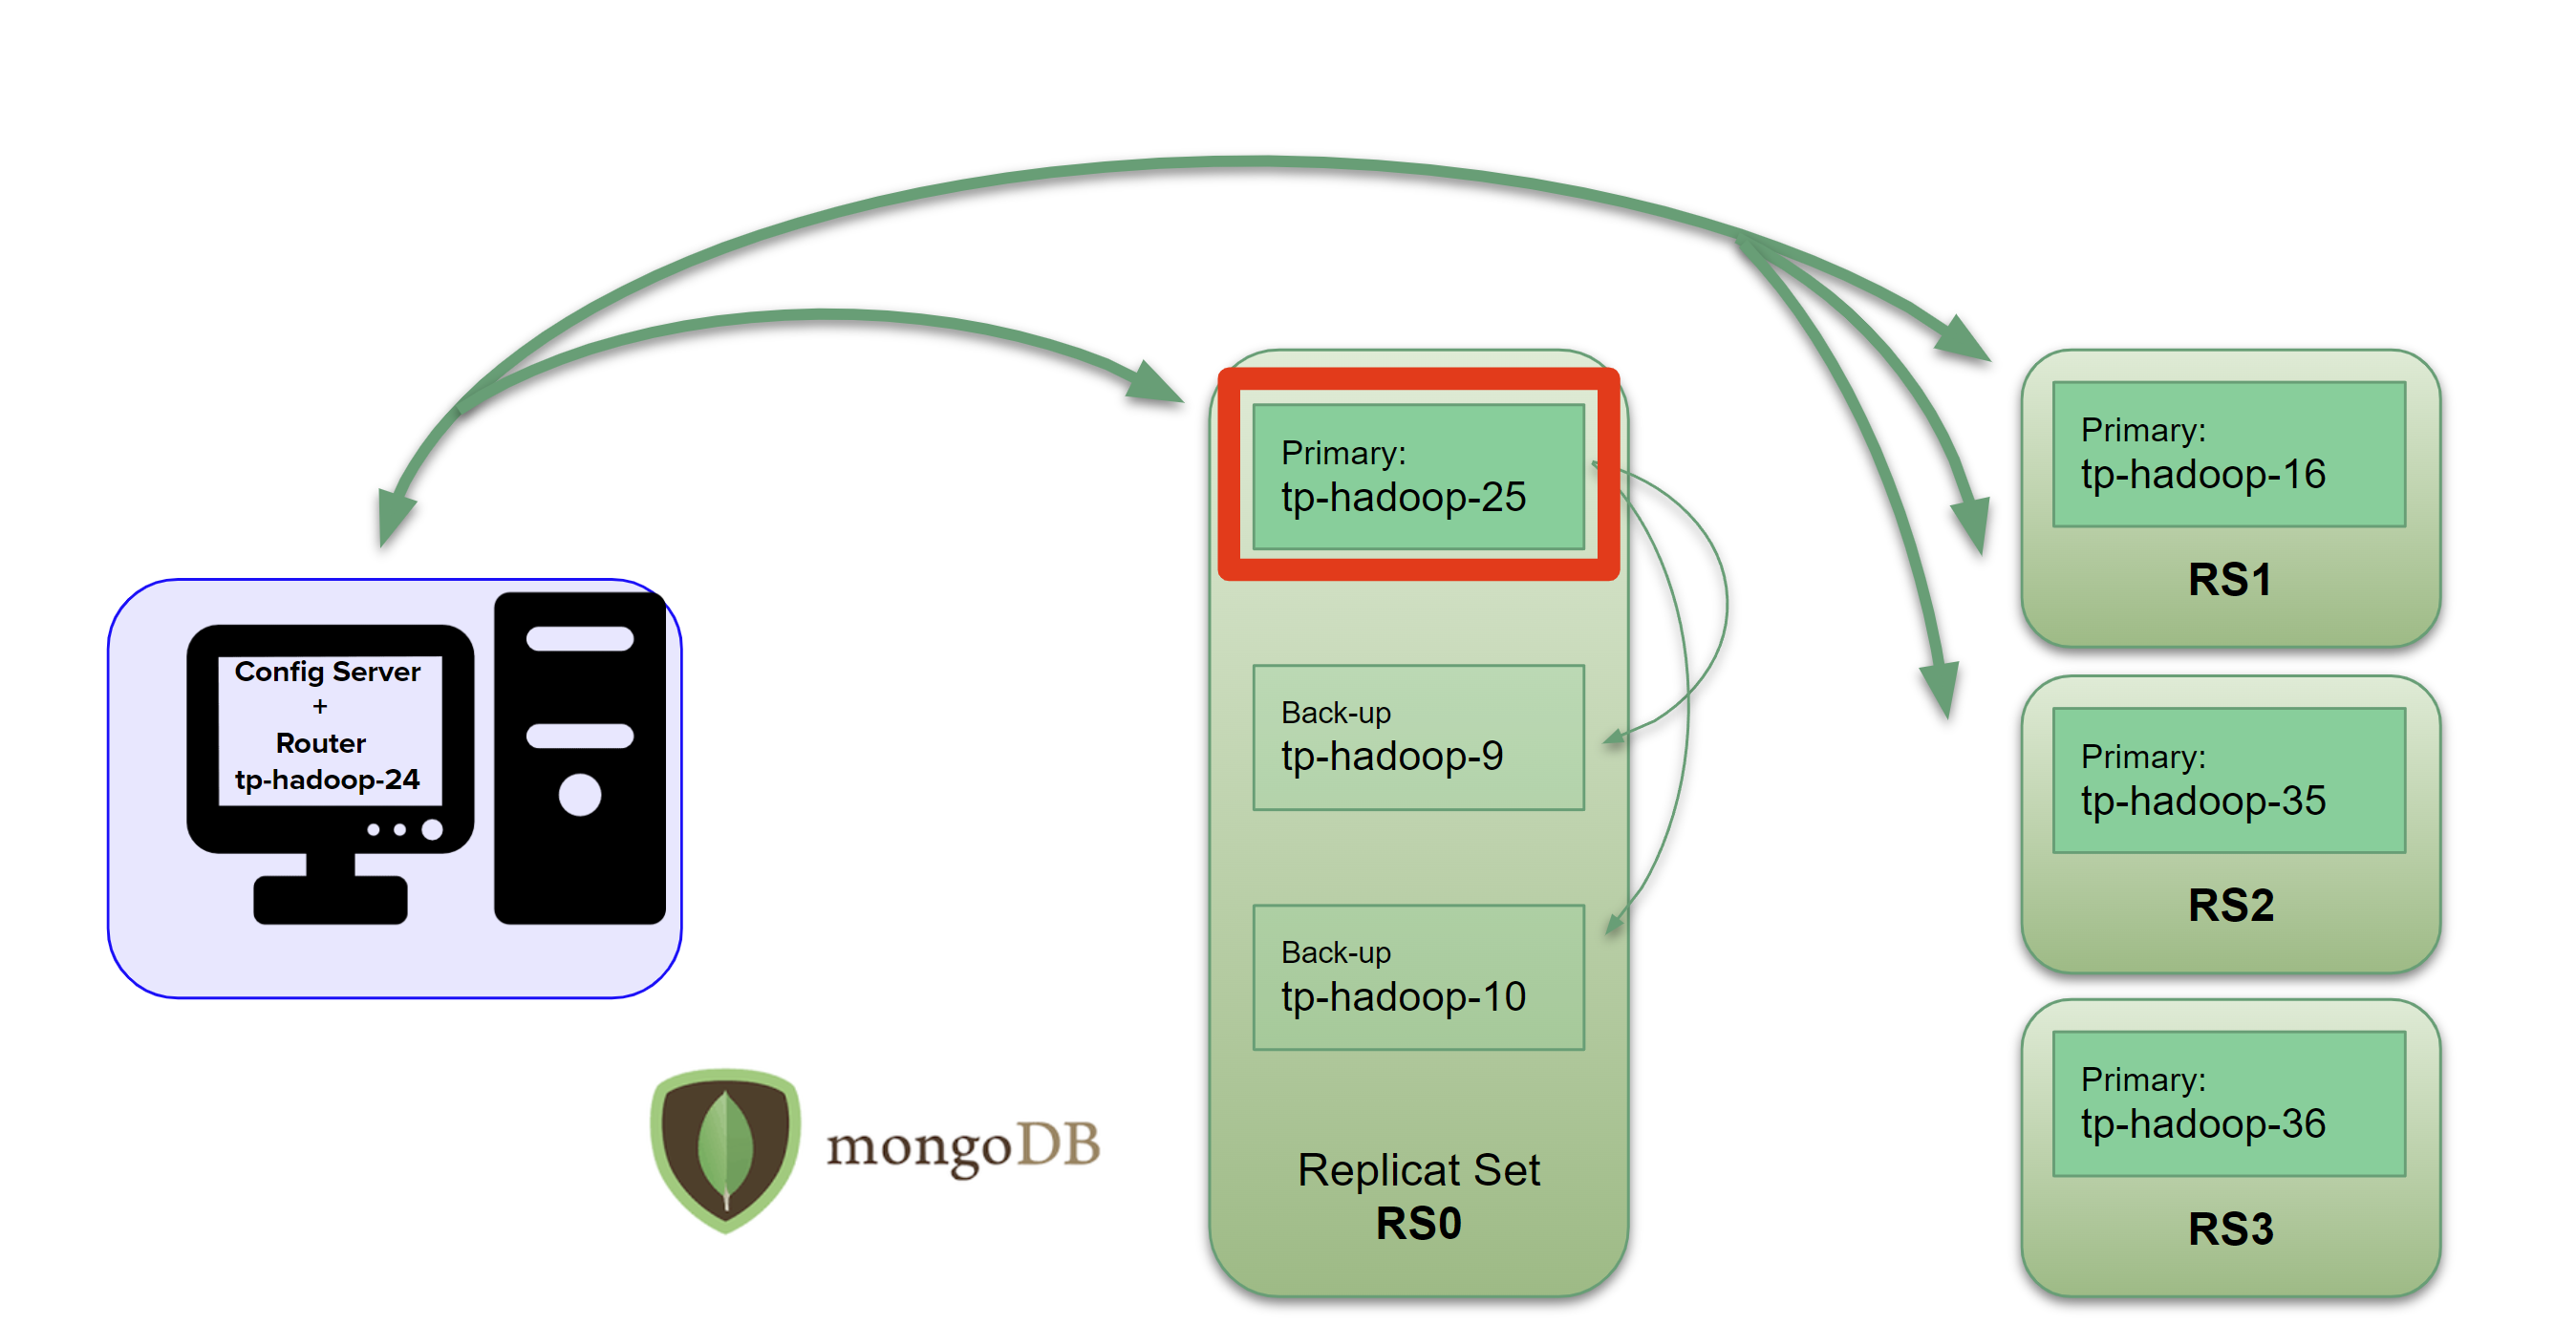 Config Server
+
Router
tp-hadoop-24
mongoDB
Primary:
tp-hadoop-25
Back-up
tp-hadoop-9
Back-up
tp-hadoop-10
Replicat Set
RS0
Primary:
tp-hadoop-16
RS1
Primary:
tp-hadoop-35
RS2
Primary:
tp-hadoop-36
RS3